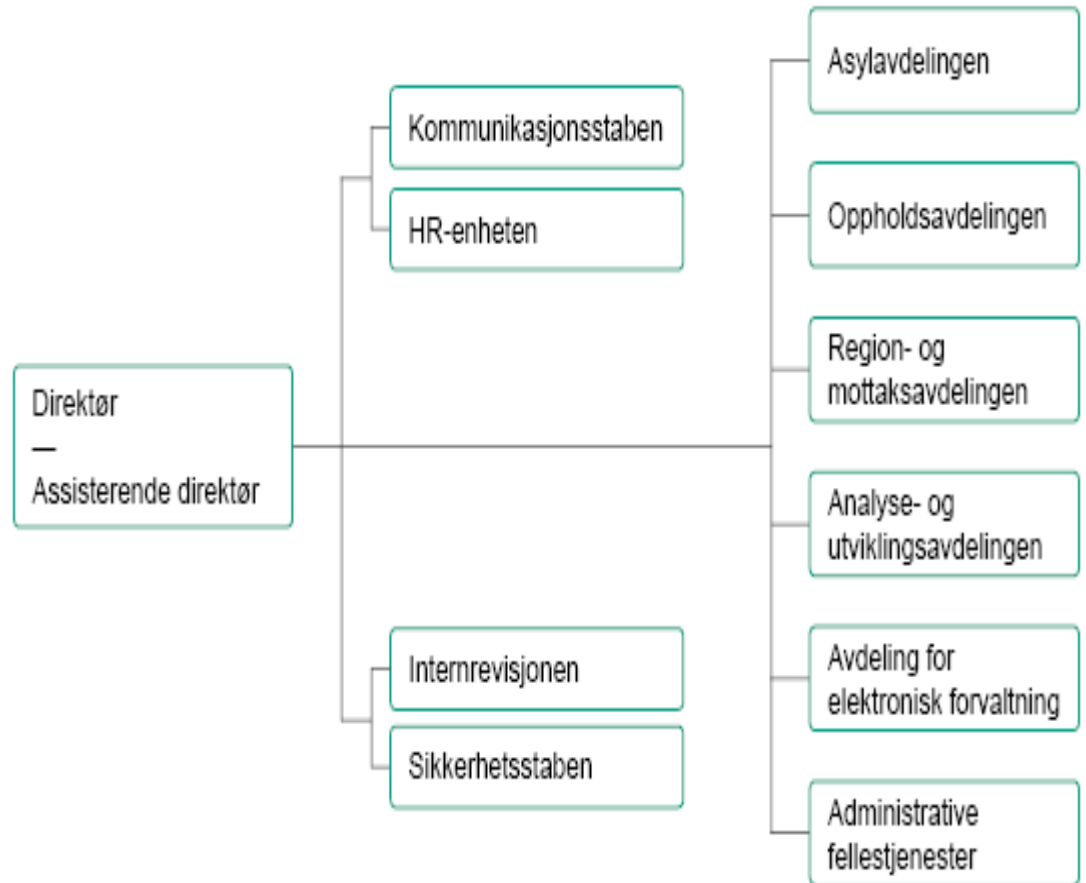 Direktør
—
Assisterende direktør
Kommunikasjonsstaben
HR-enheten
Internrevisjonen
Sikkerhetsstaben
Asylavdelingen
Oppholdsavdelingen
Region- og
mottaksavdelingen
Analyse- og
utviklingsavdelingen
Avdeling for
elektronisk forvaltning
Administrative
fellestjenester